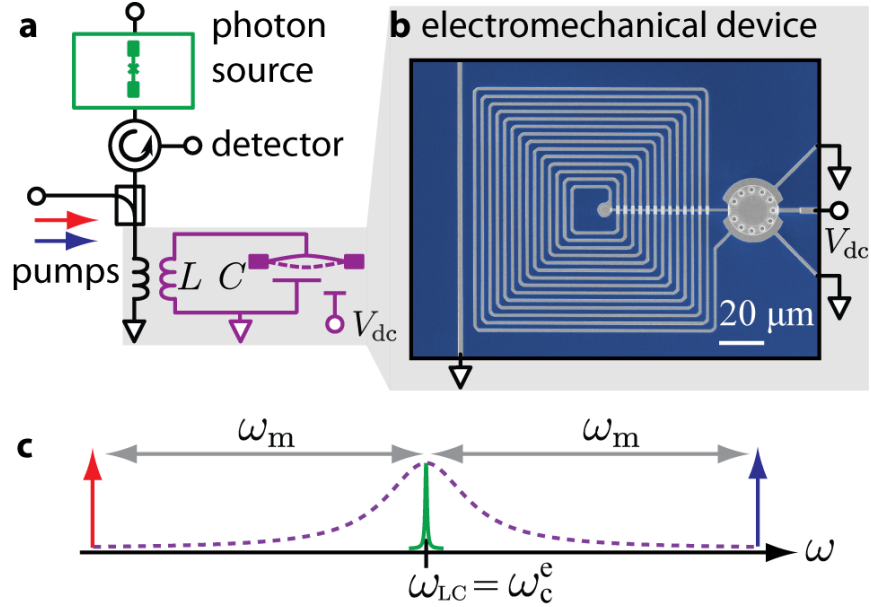 a
photon
source
detector
pumps
L C
V_dc
b electromechanical device
V_dc
20 μm
c
ω_m ω_m
ω
ω_LC = ω_c^e